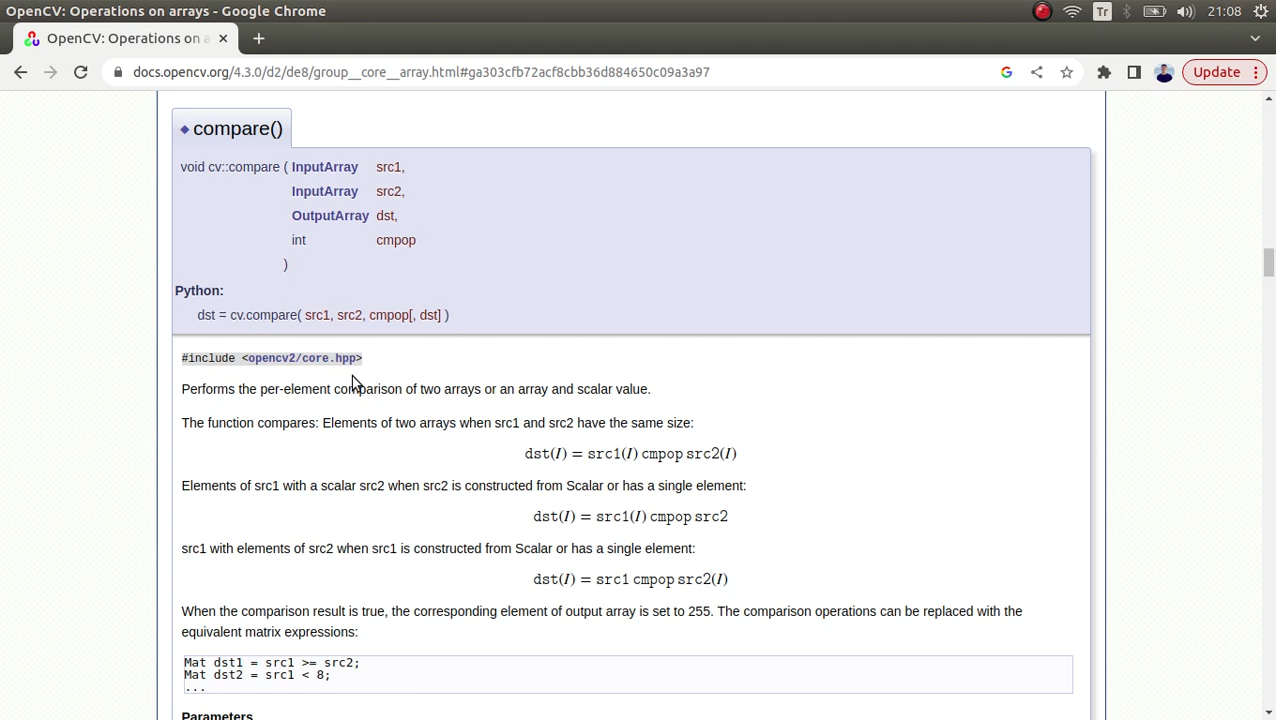 OpenCV: Operations on arrays - Google Chrome
Tr
21:08
OpenCV: Operations on a
docs.opencv.org/4.3.0/d2/de8/group__core__array.html#ga303cfb72acf8cbb36d884650c09a3a97
Update
◆ compare()
void cv::compare ( InputArray src1,
InputArray src2,
OutputArray dst,
int cmpop
)
Python:
dst = cv.compare( src1, src2, cmpop[, dst] )
#include <opencv2/core.hpp>
Performs the per-element comparison of two arrays or an array and scalar value.
The function compares: Elements of two arrays when src1 and src2 have the same size:
dst(I) = src1(I) cmpop src2(I)
Elements of src1 with a scalar src2 when src2 is constructed from Scalar or has a single element:
dst(I) = src1(I) cmpop src2
src1 with elements of src2 when src1 is constructed from Scalar or has a single element:
dst(I) = src1 cmpop src2(I)
When the comparison result is true, the corresponding element of output array is set to 255. The comparison operations can be replaced with the
equivalent matrix expressions:
Mat dst1 = src1 >= src2;
Mat dst2 = src1 < 8;
...
Parameters